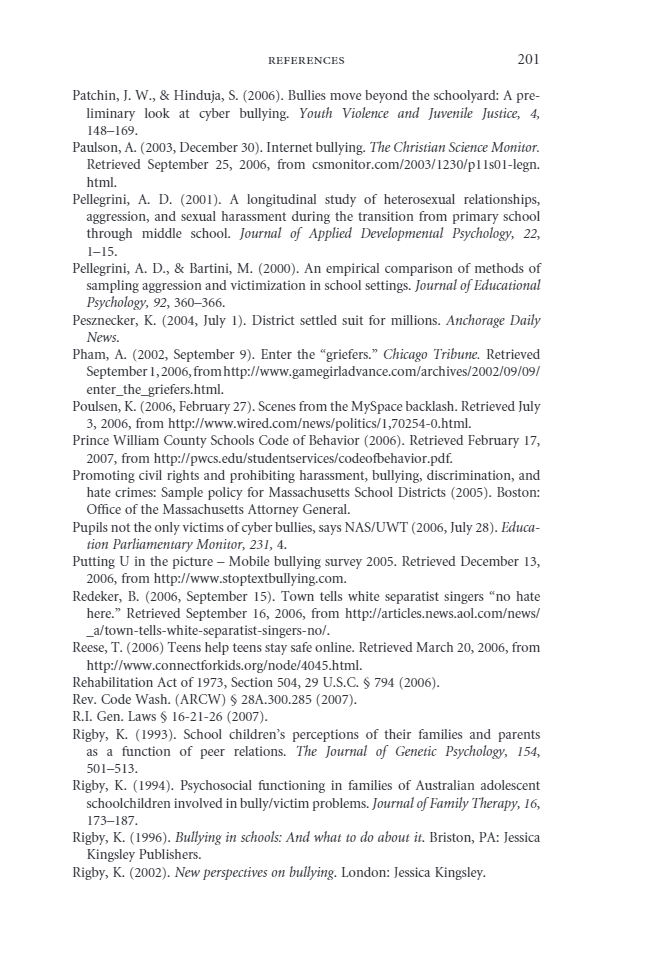 REFERENCES 201
Patchin, J. W., & Hinduja, S. (2006). Bullies move beyond the schoolyard: A pre-
liminary look at cyber bullying. Youth Violence and Juvenile Justice, 4,
148–169.
Paulson, A. (2003, December 30). Internet bullying. The Christian Science Monitor.
Retrieved September 25, 2006, from csmonitor.com/2003/1230/p11s01-legn.
html.
Pellegrini, A. D. (2001). A longitudinal study of heterosexual relationships,
aggression, and sexual harassment during the transition from primary school
through middle school. Journal of Applied Developmental Psychology, 22,
1–15.
Pellegrini, A. D., & Bartini, M. (2000). An empirical comparison of methods of
sampling aggression and victimization in school settings. Journal of Educational
Psychology, 92, 360–366.
Pesznecker, K. (2004, July 1). District settled suit for millions. Anchorage Daily
News.
Pham, A. (2002, September 9). Enter the “griefers.” Chicago Tribune. Retrieved
September 1, 2006, from http://www.gamegirladvance.com/archives/2002/09/09/
enter_the_griefers.html.
Poulsen, K. (2006, February 27). Scenes from the MySpace backlash. Retrieved July
3, 2006, from http://www.wired.com/news/politics/1,70254-0.html.
Prince William County Schools Code of Behavior (2006). Retrieved February 17,
2007, from http://pwcs.edu/studentservices/codeofbehavior.pdf.
Promoting civil rights and prohibiting harassment, bullying, discrimination, and
hate crimes: Sample policy for Massachusetts School Districts (2005). Boston:
Office of the Massachusetts Attorney General.
Pupils not the only victims of cyber bullies, says NAS/UWT (2006, July 28). Educa-
tion Parliamentary Monitor, 231, 4.
Putting U in the picture – Mobile bullying survey 2005. Retrieved December 13,
2006, from http://www.stoptextbullying.com.
Redeker, B. (2006, September 15). Town tells white separatist singers “no hate
here.” Retrieved September 16, 2006, from http://articles.news.aol.com/news/
_a/town-tells-white-separatist-singers-no/.
Reese, T. (2006) Teens help teens stay safe online. Retrieved March 20, 2006, from
http://www.connectforkids.org/node/4045.html.
Rehabilitation Act of 1973, Section 504, 29 U.S.C. § 794 (2006).
Rev. Code Wash. (ARCW) § 28A.300.285 (2007).
R.I. Gen. Laws § 16-21-26 (2007).
Rigby, K. (1993). School children’s perceptions of their families and parents
as a function of peer relations. The Journal of Genetic Psychology, 154,
501–513.
Rigby, K. (1994). Psychosocial functioning in families of Australian adolescent
schoolchildren involved in bully/victim problems. Journal of Family Therapy, 16,
173–187.
Rigby, K. (1996). Bullying in schools: And what to do about it. Briston, PA: Jessica
Kingsley Publishers.
Rigby, K. (2002). New perspectives on bullying. London: Jessica Kingsley.